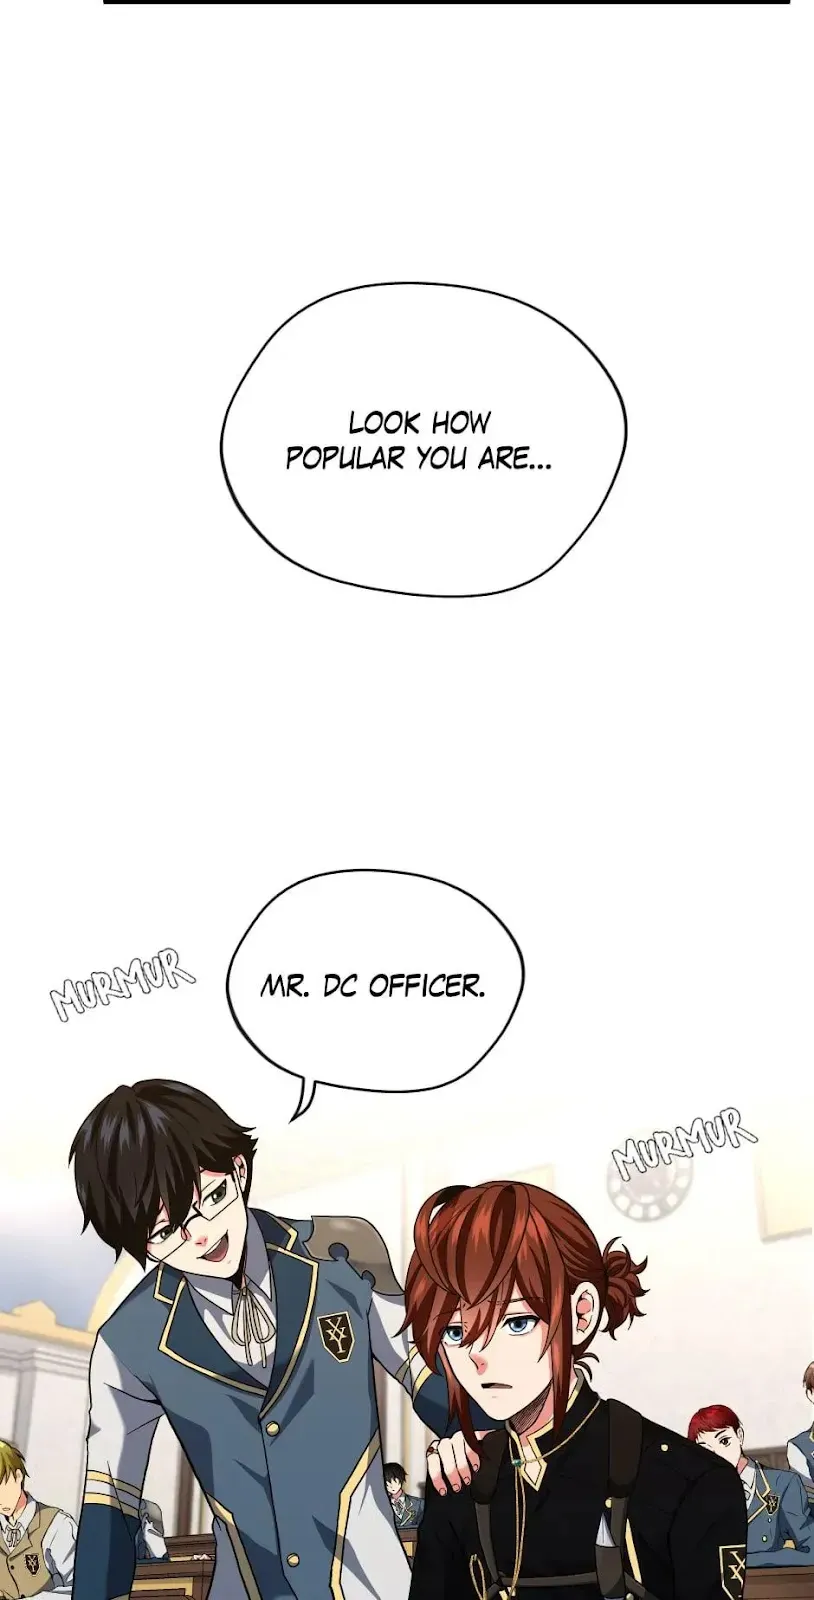 LOOK HOW
POPULAR YOU ARE...
MR. DC OFFICER.
MURMUR
MURMUR